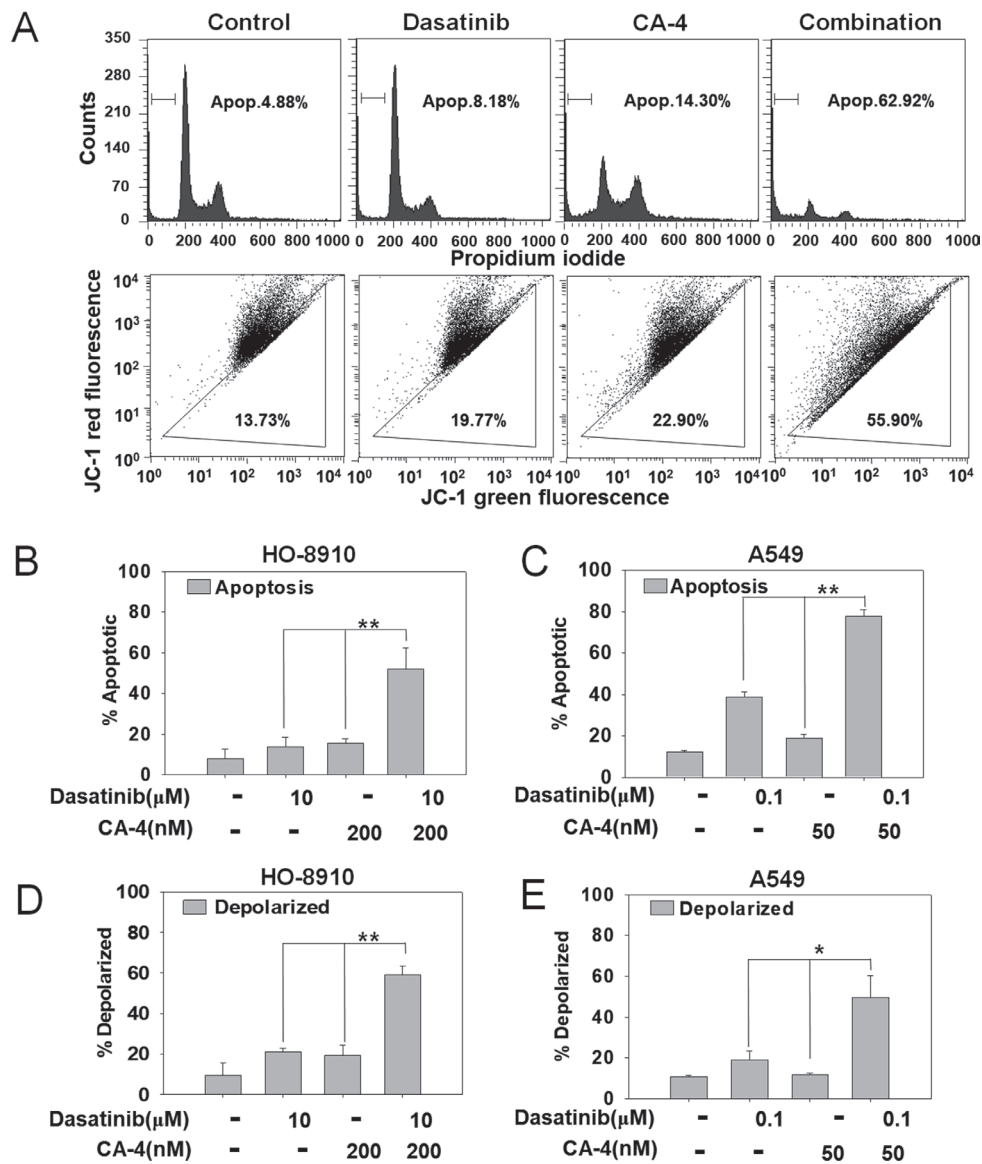 A
Control Dasatinib CA-4 Combination
350
280
210
140
70
0
Counts
Apop.4.88% Apop.8.18% Apop.14.30% Apop.62.92%
0 200 400 600 800 1000 0 200 400 600 800 1000 0 200 400 600 800 1000 0 200 400 600 800 1000
Propidium iodide
10⁴
10³
10²
10¹
10⁰
JC-1 red fluorescence
13.73% 19.77% 22.90% 55.90%
10⁰ 10¹ 10² 10³ 10⁴ 10⁰ 10¹ 10² 10³ 10⁴ 10⁰ 10¹ 10² 10³ 10⁴ 10⁰ 10¹ 10² 10³ 10⁴
JC-1 green fluorescence
B
HO-8910
100
80
60
40
20
0
% Apoptotic
Apoptosis
**
Dasatinib(μM) - 10 - 10
CA-4(nM) - - 200 200
C
A549
100
80
60
40
20
0
% Apoptotic
Apoptosis
**
Dasatinib(μM) - 0.1 - 0.1
CA-4(nM) - - 50 50
D
HO-8910
100
80
60
40
20
0
% Depolarized
Depolarized
**
Dasatinib(μM) - 10 - 10
CA-4(nM) - - 200 200
E
A549
100
80
60
40
20
0
% Depolarized
Depolarized
*
Dasatinib(μM) - 0.1 - 0.1
CA-4(nM) - - 50 50